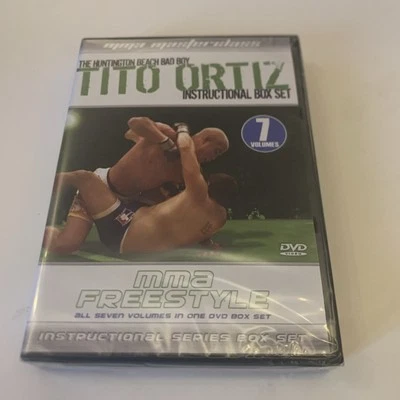 mma masterclass
THE HUNTINGTON BEACH BAD BOY
TITO ORTIZ
INSTRUCTIONAL BOX SET
7
VOLUMES
DVD
VIDEO
mma
FREESTYLE
ALL SEVEN VOLUMES IN ONE DVD BOX SET
INSTRUCTIONAL SERIES BOX SET